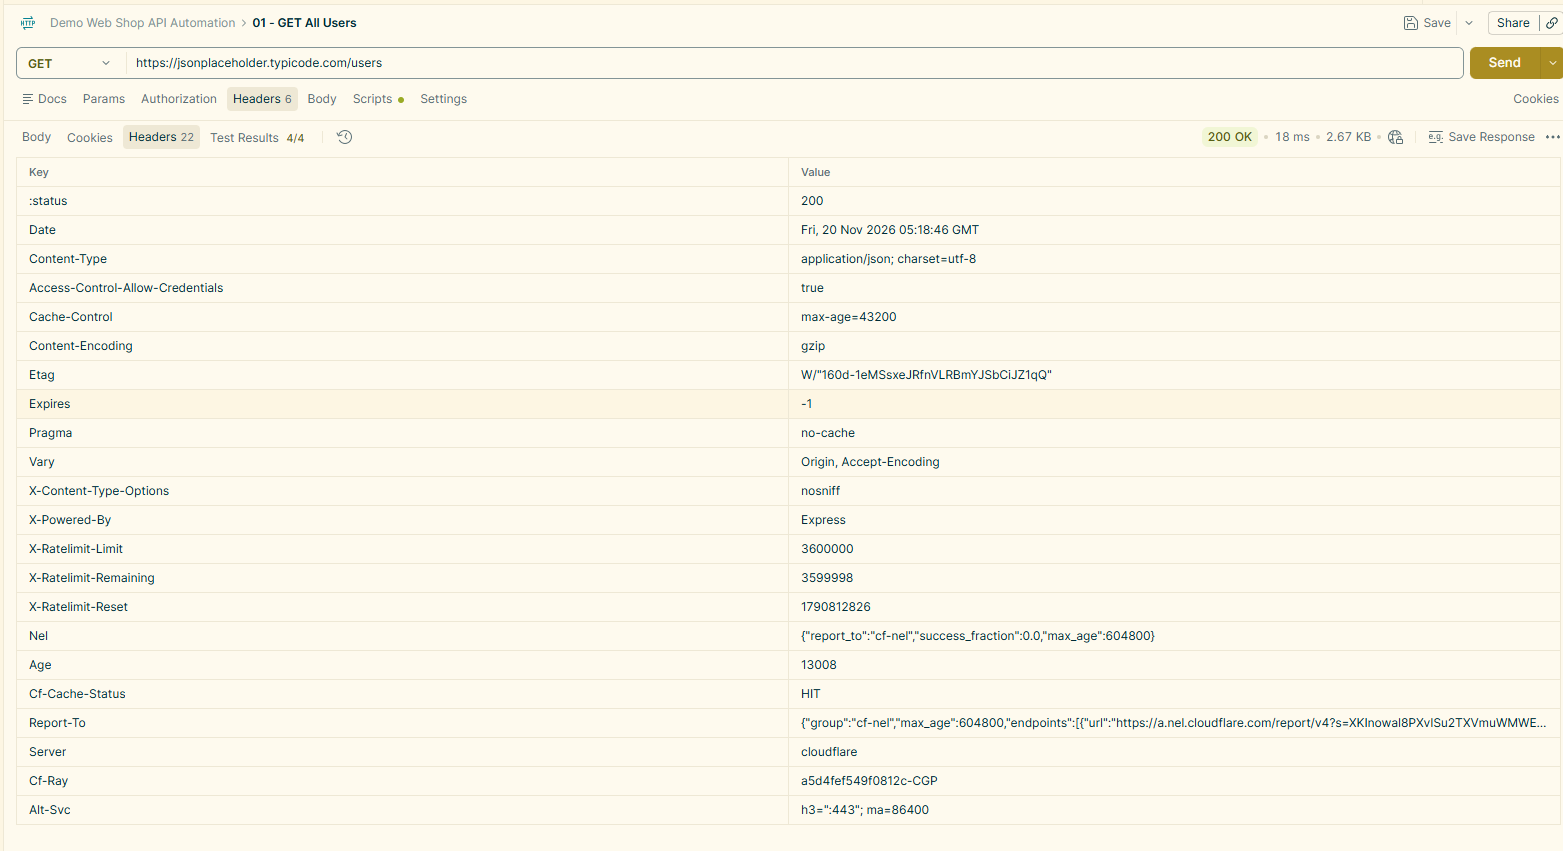 HTTP Demo Web Shop API Automation > 01 - GET All Users Save Share
GET https://jsonplaceholder.typicode.com/users Send
Docs Params Authorization Headers 6 Body Scripts Settings Cookies
Body Cookies Headers 22 Test Results 4/4 200 OK • 18 ms • 2.67 KB • e.g. Save Response
Key Value
:status 200
Date Fri, 20 Nov 2026 05:18:46 GMT
Content-Type application/json; charset=utf-8
Access-Control-Allow-Credentials true
Cache-Control max-age=43200
Content-Encoding gzip
Etag W/"160d-1eMSsxeJRfnVLRBmYJSbCiJZ1qQ"
Expires -1
Pragma no-cache
Vary Origin, Accept-Encoding
X-Content-Type-Options nosniff
X-Powered-By Express
X-Ratelimit-Limit 3600000
X-Ratelimit-Remaining 3599998
X-Ratelimit-Reset 1790812826
Nel {"report_to":"cf-nel","success_fraction":0.0,"max_age":604800}
Age 13008
Cf-Cache-Status HIT
Report-To {"group":"cf-nel","max_age":604800,"endpoints":[{"url":"https://a.nel.cloudflare.com/report/v4?s=XKInowal8PXvISu2TXVmuWMWE...
Server cloudflare
Cf-Ray a5d4fef549f0812c-CGP
Alt-Svc h3=":443"; ma=86400